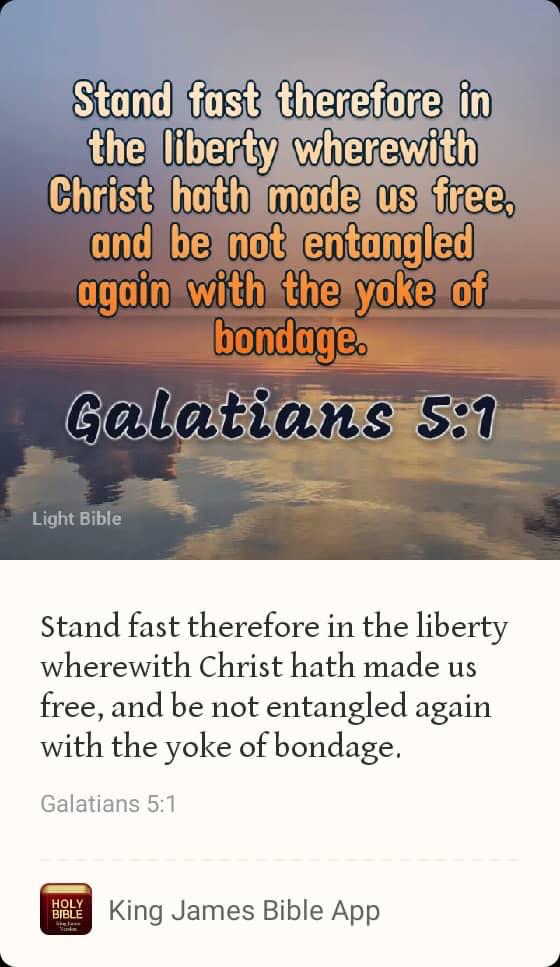 Stand fast therefore in
the liberty wherewith
Christ hath made us free,
and be not entangled
again with the yoke of
bondage.
Galatians 5:1
Light Bible
Stand fast therefore in the liberty
wherewith Christ hath made us
free, and be not entangled again
with the yoke of bondage.
Galatians 5:1
HOLY
BIBLE
King James
Version
King James Bible App